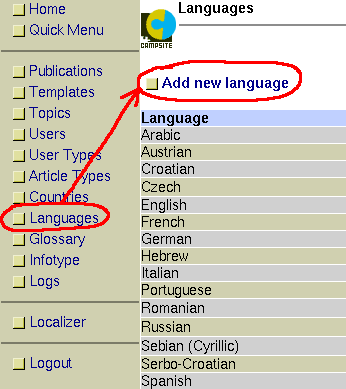 Home
Quick Menu
Publications
Templates
Topics
Users
User Types
Article Types
Countries
Languages
Glossary
Infotype
Logs
Localizer
Logout
Languages
CAMPSITE
Add new language
Language
Arabic
Austrian
Croatian
Czech
English
French
German
Hebrew
Italian
Portuguese
Romanian
Russian
Sebian (Cyrillic)
Serbo-Croatian
Spanish